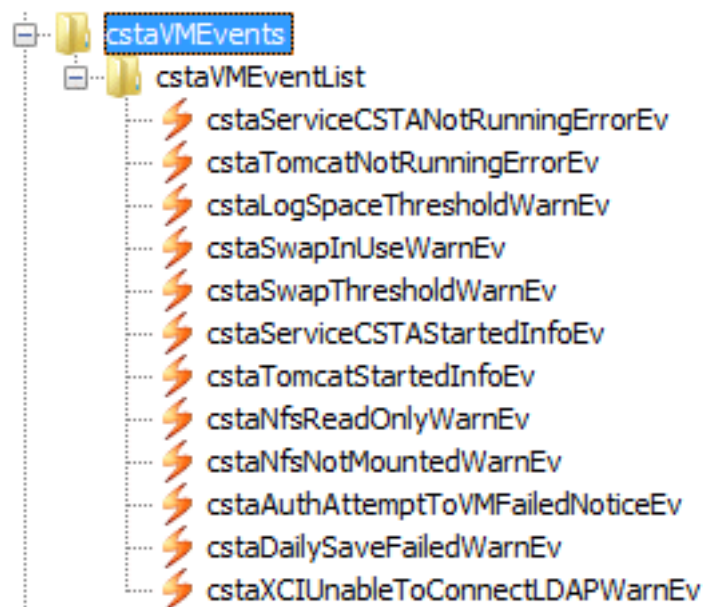 cstaVMEvents
cstaVMEventList
cstaServiceCSTANotRunningErrorEv
cstaTomcatNotRunningErrorEv
cstaLogSpaceThresholdWarnEv
cstaSwapInUseWarnEv
cstaSwapThresholdWarnEv
cstaServiceCSTAStartedInfoEv
cstaTomcatStartedInfoEv
cstaNfsReadOnlyWarnEv
cstaNfsNotMountedWarnEv
cstaAuthAttemptToVMFailedNoticeEv
cstaDailySaveFailedWarnEv
cstaXCIUnableToConnectLDAPWarnEv